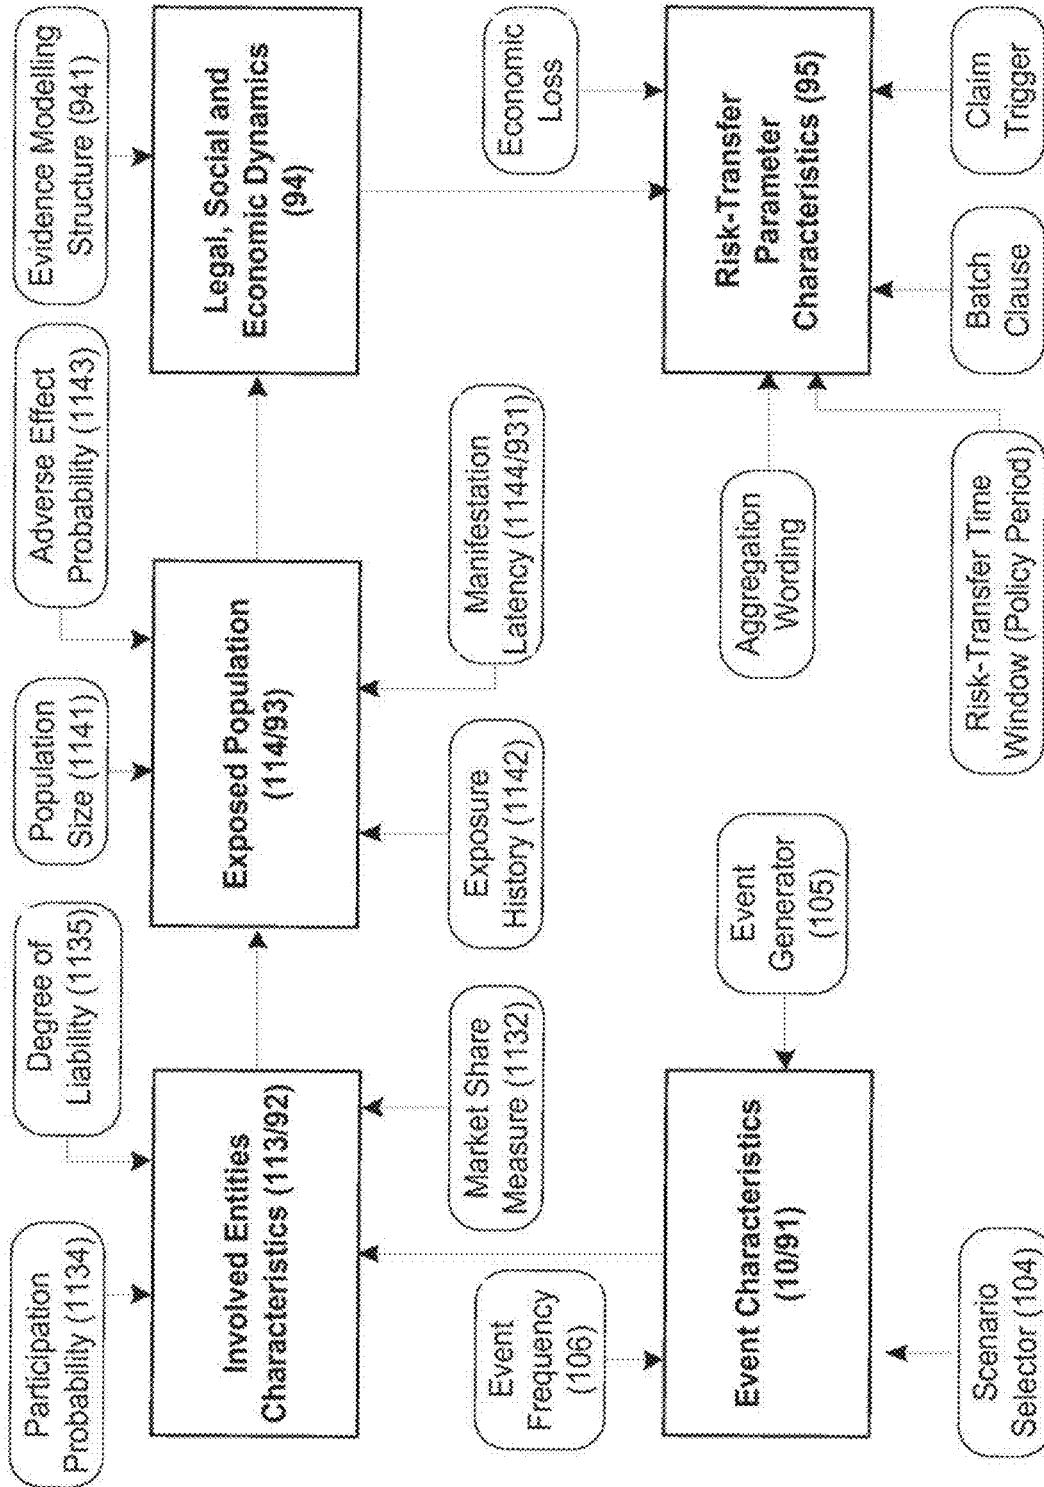 Participation
Probability (1134)
Degree of
Liability (1135)
Population
Size (1141)
Adverse Effect
Probability (1143)
Evidence Modelling
Structure (941)
Involved Entities
Characteristics (113/92)
Exposed Population
(114/93)
Legal, Social and
Economic Dynamics
(94)
Market Share
Measure (1132)
Exposure
History (1142)
Manifestation
Latency (1144/931)
Event
Frequency
(106)
Event
Generator
(105)
Economic
Loss
Event Characteristics
(10/91)
Aggregation
Wording
Risk-Transfer
Parameter
Characteristics (95)
Scenario
Selector (104)
Risk-Transfer Time
Window (Policy Period)
Batch
Clause
Claim
Trigger